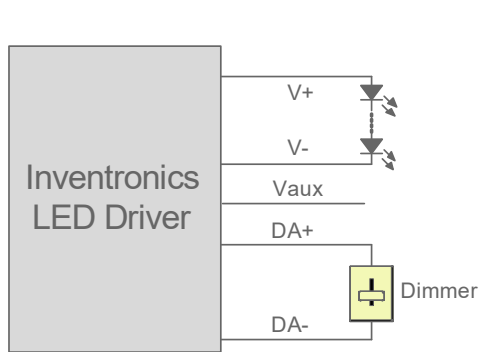 V+
V-
Inventronics
LED Driver
Vaux
DA+
Dimmer
DA-